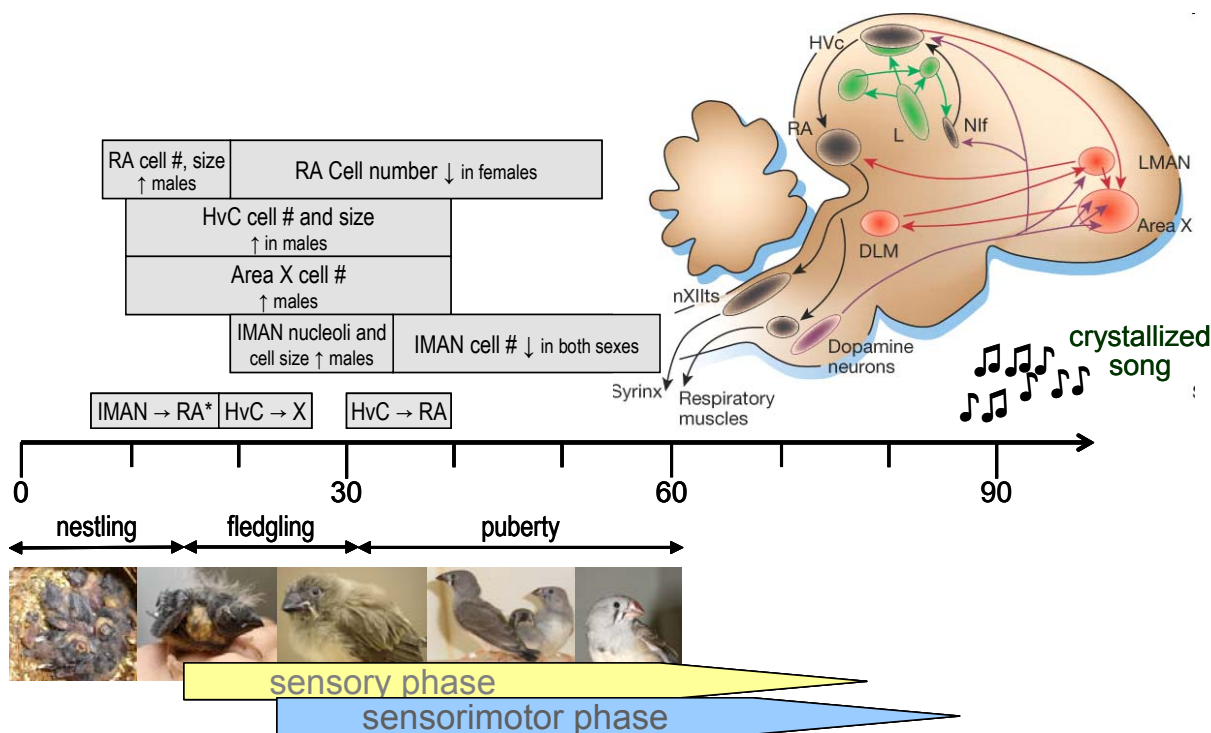 RA cell #, size
↑ males
RA Cell number ↓ in females
HvC cell # and size
↑ in males
Area X cell #
↑ males
lMAN nucleoli and
cell size ↑ males
lMAN cell # ↓ in both sexes
lMAN → RA*
HvC → X
HvC → RA
HVc
L
NIf
RA
LMAN
Area X
DLM
nXIIts
Dopamine
neurons
Syrinx
Respiratory
muscles
crystallized
song
0
30
60
90
nestling
fledgling
puberty
sensory phase
sensorimotor phase